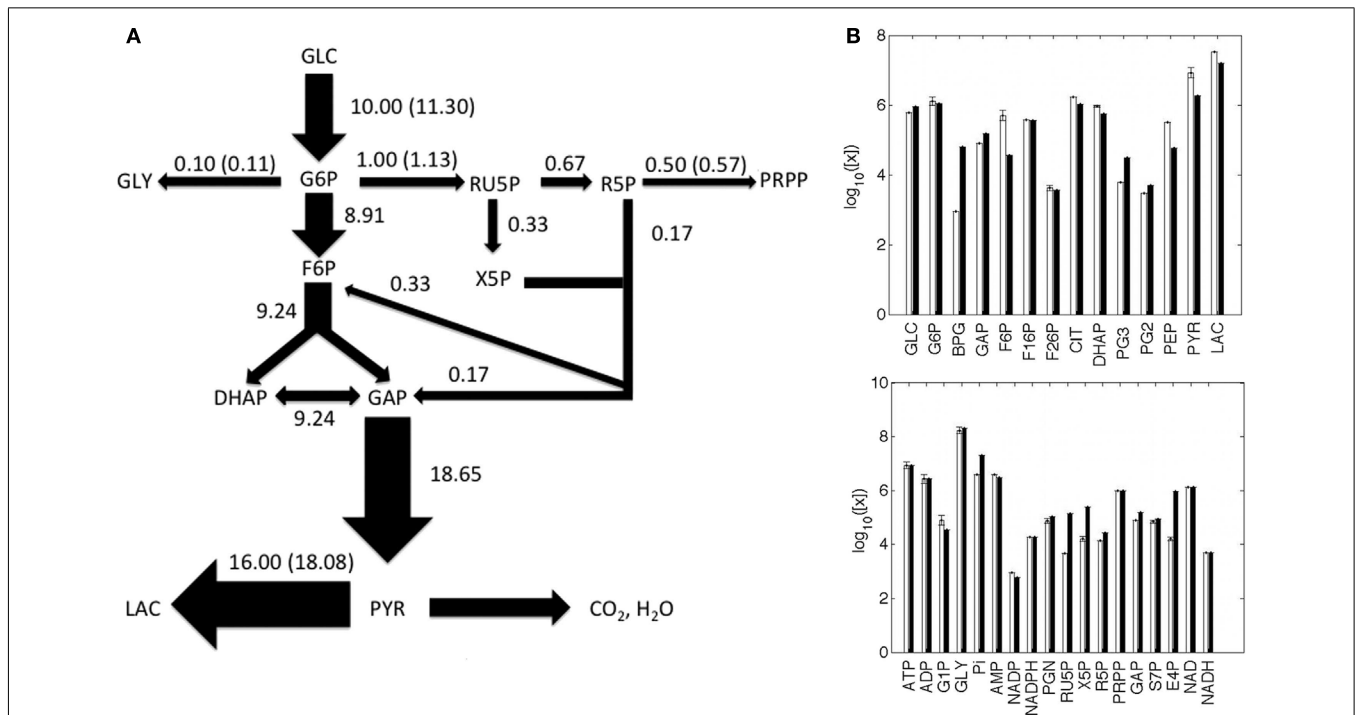 A
GLC
10.00 (11.30)
0.10 (0.11)
1.00 (1.13)
0.67
0.50 (0.57)
GLY
G6P
RU5P
R5P
PRPP
8.91
0.33
0.17
F6P
X5P
0.33
9.24
0.17
DHAP
GAP
9.24
18.65
16.00 (18.08)
LAC
PYR
CO2, H2O
B
8
6
4
2
0
log10([x])
GLC
G6P
BPG
GAP
F6P
F16P
F26P
CIT
DHAP
PG3
PG2
PEP
PYR
LAC
10
8
6
4
2
0
log10([x])
ATP
ADP
G1P
GLY
Pi
AMP
NADP
NADPH
PGN
RU5P
X5P
R5P
PRPP
GAP
S7P
E4P
NAD
NADH